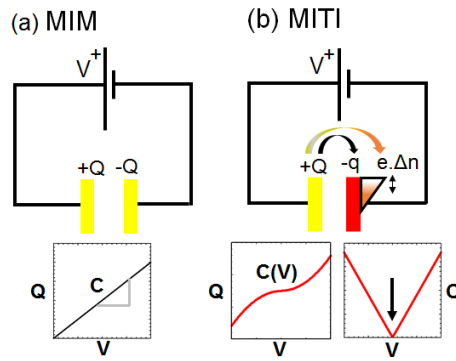 (a) MIM
V+
+Q -Q
Q
C
V
(b) MITI
V+
+Q -q e.Δn
Q
C(V)
V
C
V